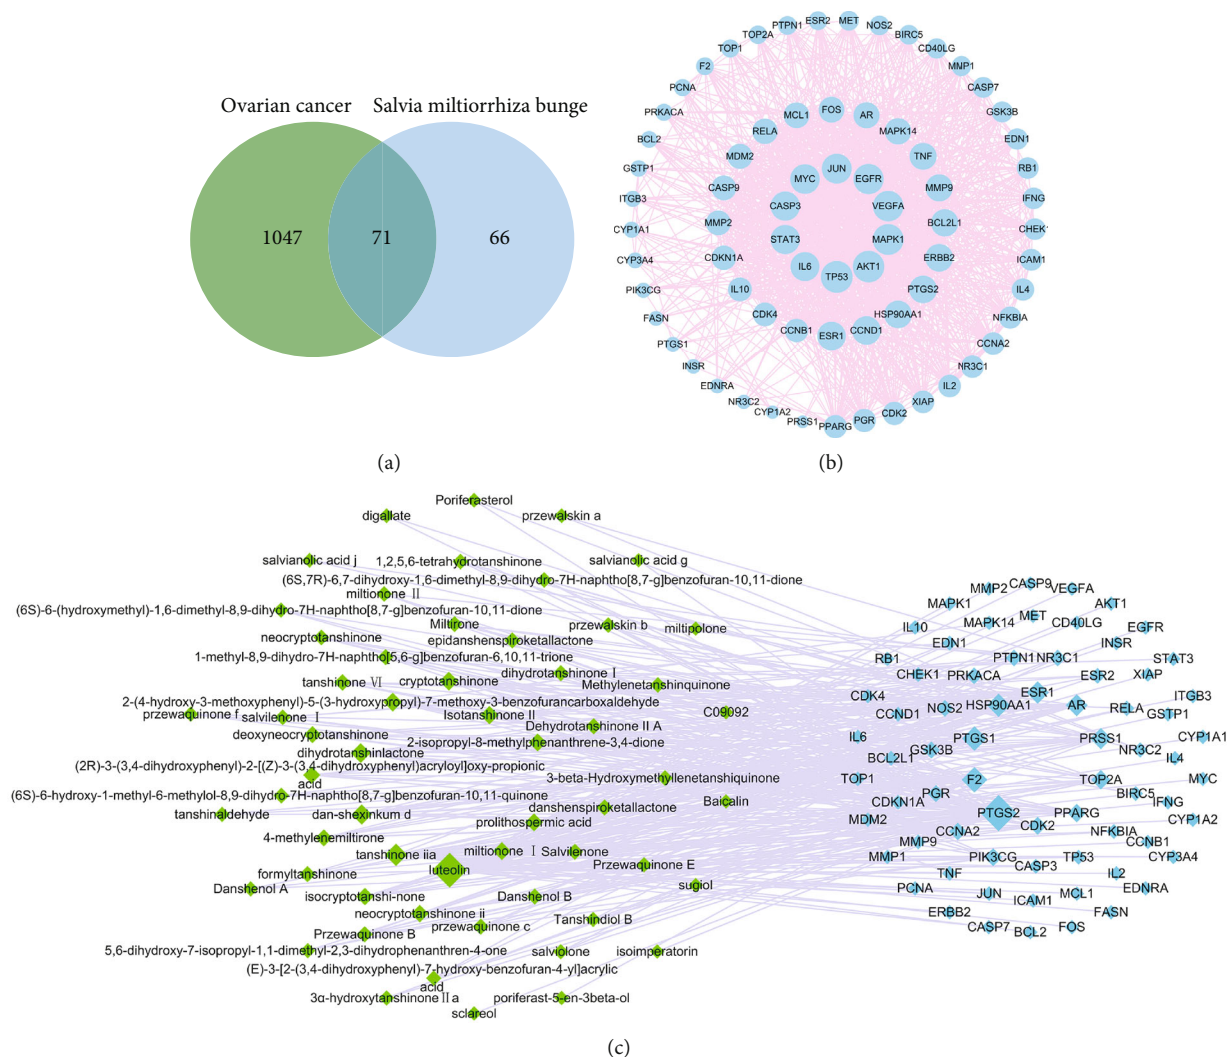 Ovarian cancer
Salvia miltiorrhiza bunge
1047
71
66
(a)
ESR2
MET
NOS2
BIRC5
CD40LG
MNP1
CASP7
GSK3B
EDN1
RB1
IFNG
CHEK1
ICAM1
IL4
NFKBIA
CCNA2
NR3C1
IL2
XIAP
CDK2
PGR
PPARG
PRSS1
CYP1A2
NR3C2
EDNRA
INSR
PTGS1
FASN
PIK3CG
CYP3A4
CYP1A1
ITGB3
GSTP1
BCL2
PRKACA
PCNA
F2
TOP1
TOP2A
PTPN1
FOS
AR
MAPK14
TNF
MMP9
BCL2L1
ERBB2
PTGS2
HSP90AA1
CCND1
ESR1
CCNB1
CDK4
IL10
CDKN1A
MMP2
CASP9
MDM2
RELA
MCL1
JUN
EGFR
VEGFA
MAPK1
AKT1
TP53
IL6
STAT3
CASP3
MYC
(b)
Poriferasterol
digallate
przewalskin a
salvianolic acid j
1,2,5,6-tetrahydrotanshinone
salvianolic acid g
(6S,7R)-6,7-dihydroxy-1,6-dimethyl-8,9-dihydro-7H-naphtho[8,7-g]benzofuran-10,11-dione
miltionone Ⅱ
(6S)-6-(hydroxymethyl)-1,6-dimethyl-8,9-dihydro-7H-naphtho[8,7-g]benzofuran-10,11-dione
Miltirone
przewalskin b
miltipolone
neocryptotanshinone
epidanshenspiroketallactone
1-methyl-8,9-dihydro-7H-naphtho[5,6-g]benzofuran-6,10,11-trione
dihydrotanshinone Ⅰ
tanshinone Ⅵ
cryptotanshinone
Methylenetanshinquinone
2-(4-hydroxy-3-methoxyphenyl)-5-(3-hydroxypropyl)-7-methoxy-3-benzofurancarboxaldehyde
przewaquinone f
salvilenone Ⅰ
Isotanshinone II
C09092
Dehydrotanshinone II A
deoxyneocryptotanshinone
2-isopropyl-8-methylphenanthrene-3,4-dione
dihydrotanshinlactone
(2R)-3-(3,4-dihydroxyphenyl)-2-[(Z)-3-(3,4-dihydroxyphenyl)acryloyl]oxy-propionic
acid
3-beta-Hydroxymethyllenetanshiquinone
(6S)-6-hydroxy-1-methyl-6-methylol-8,9-dihydro-7H-naphtho[8,7-g]benzofuran-10,11-quinone
Baicalin
danshenspiroketallactone
tanshinaldehyde
dan-shexinkum d
prolithospermic acid
4-methylenemiltirone
tanshinone iia
miltionone Ⅰ
Salvilenone
luteolin
Przewaquinone E
formyltanshinone
sugiol
Danshenol A
isocryptotanshi-none
Danshenol B
neocryptotanshinone ii
Tanshindiol B
Przewaquinone B
przewaquinone c
5,6-dihydroxy-7-isopropyl-1,1-dimethyl-2,3-dihydrophenanthren-4-one
salviolone
isoimperatorin
(E)-3-[2-(3,4-dihydroxyphenyl)-7-hydroxy-benzofuran-4-yl]acrylic
acid
3α-hydroxytanshinoneⅡa
poriferast-5-en-3beta-ol
sclareol
CASP9
MMP2
VEGFA
MAPK1
AKT1
MET
MAPK14
CD40LG
IL10
EGFR
EDN1
INSR
RB1
PTPN1
NR3C1
STAT3
CHEK1
PRKACA
ESR2
XIAP
CDK4
ESR1
ITGB3
NOS2
HSP90AA1
AR
RELA
CCND1
GSTP1
IL6
PTGS1
PRSS1
CYP1A1
GSK3B
NR3C2
BCL2L1
IL4
TOP1
F2
TOP2A
MYC
PGR
BIRC5
CDKN1A
IFNG
PTGS2
PPARG
MDM2
CDK2
CYP1A2
CCNA2
NFKBIA
MMP9
CCNB1
MMP1
PIK3CG
TP53
CYP3A4
CASP3
TNF
IL2
PCNA
EDNRA
JUN
MCL1
ICAM1
ERBB2
FASN
CASP7
FOS
BCL2
(c)